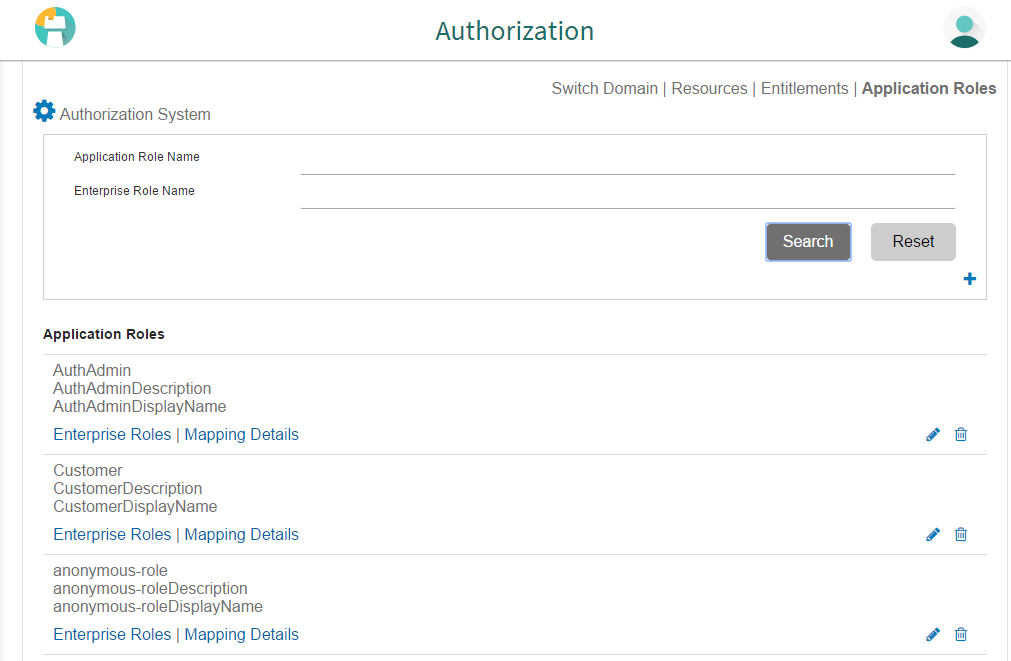 Authorization
Switch Domain | Resources | Entitlements | Application Roles
Authorization System
Application Role Name
Enterprise Role Name
Search
Reset
Application Roles
AuthAdmin
AuthAdminDescription
AuthAdminDisplayName
Enterprise Roles | Mapping Details
Customer
CustomerDescription
CustomerDisplayName
Enterprise Roles | Mapping Details
anonymous-role
anonymous-roleDescription
anonymous-roleDisplayName
Enterprise Roles | Mapping Details